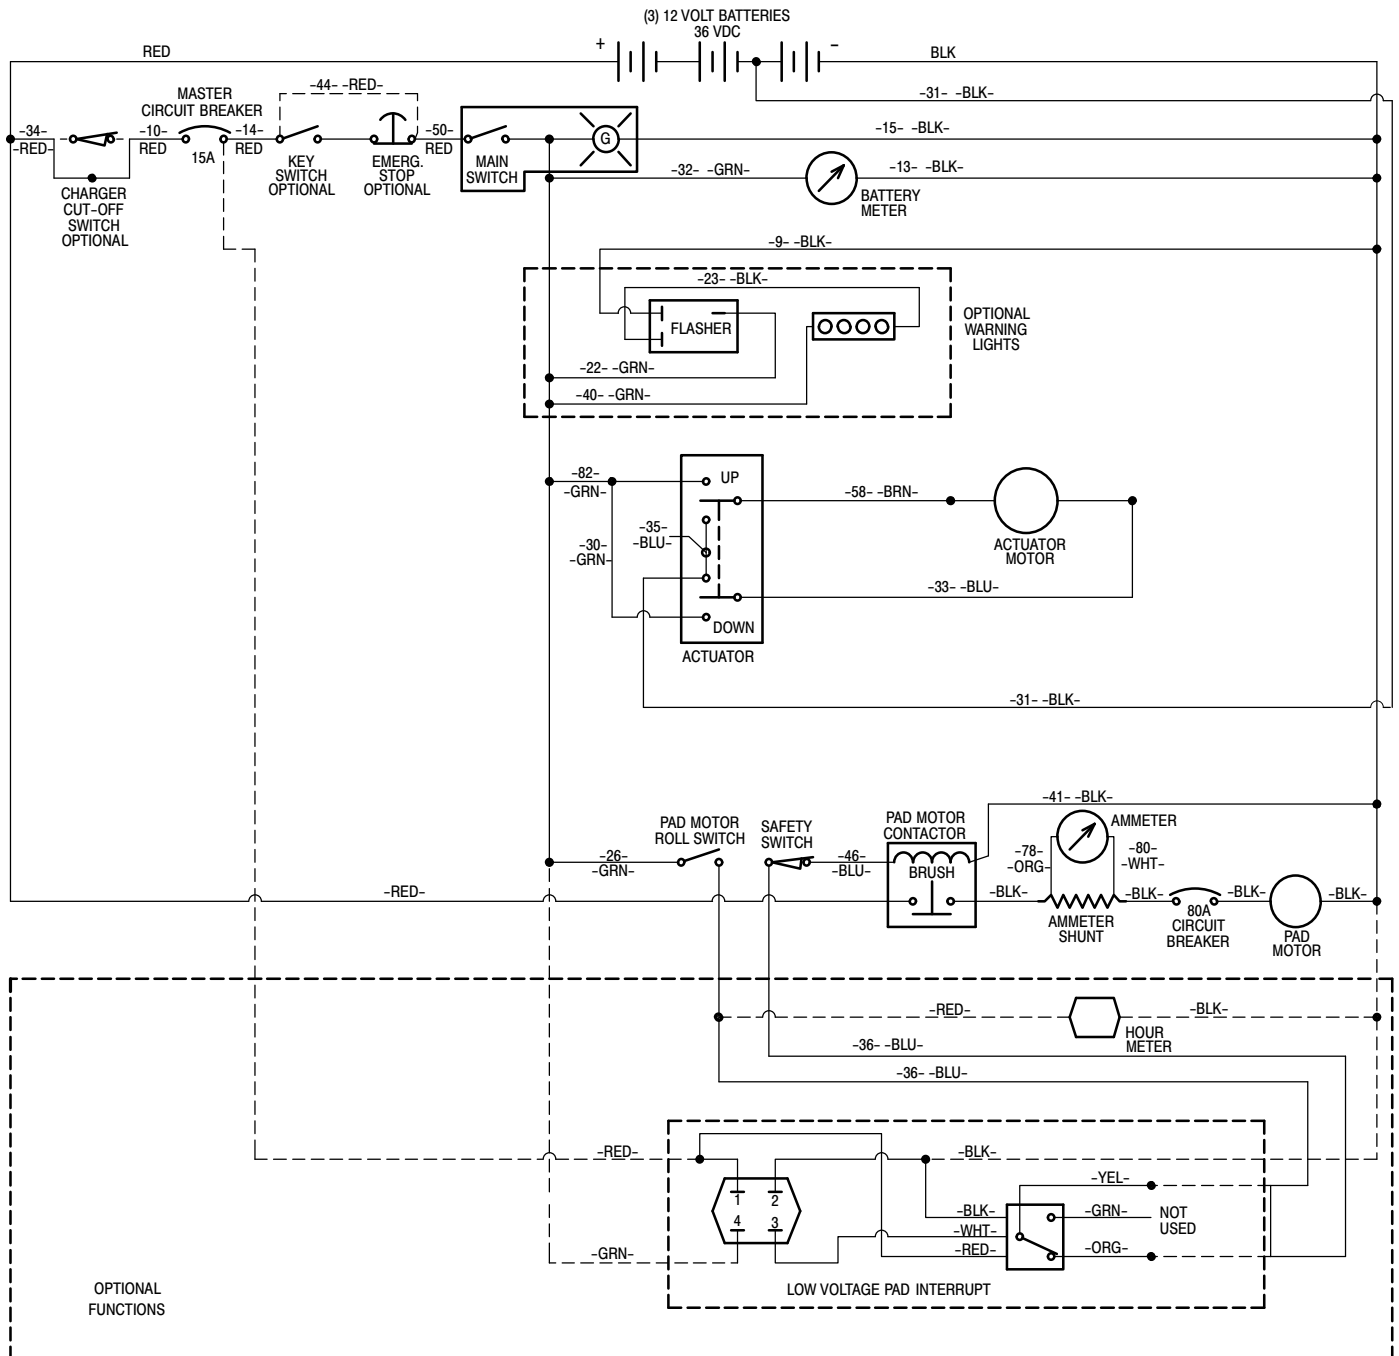 (3) 12 VOLT BATTERIES
36 VDC
+
–
RED
BLK
-31- -BLK-
MASTER
CIRCUIT BREAKER
-44- -RED-
-34-
-RED-
-10-
RED
-14-
RED
15A
-50-
RED
G
-15- -BLK-
CHARGER
CUT-OFF
SWITCH
OPTIONAL
KEY
SWITCH
OPTIONAL
EMERG.
STOP
OPTIONAL
MAIN
SWITCH
-32- -GRN-
-13- -BLK-
BATTERY
METER
-9- -BLK-
-23- -BLK-
FLASHER
OPTIONAL
WARNING
LIGHTS
-22- -GRN-
-40- -GRN-
-82-
-GRN-
UP
-58- -BRN-
-35-
-BLU-
-30-
-GRN-
ACTUATOR
MOTOR
-33- -BLU-
DOWN
ACTUATOR
-31- -BLK-
-41- -BLK-
PAD MOTOR
ROLL SWITCH
SAFETY
SWITCH
PAD MOTOR
CONTACTOR
AMMETER
-26-
-GRN-
-46-
-BLU-
BRUSH
-78-
-ORG-
-80-
-WHT-
-RED-
-BLK-
-BLK-
-BLK-
-BLK-
AMMETER
SHUNT
80A
CIRCUIT
BREAKER
PAD
MOTOR
-RED-
-BLK-
HOUR
METER
-36- -BLU-
-36- -BLU-
-RED-
-BLK-
-YEL-
1
2
4
3
-BLK-
-GRN-
NOT
USED
-WHT-
-RED-
-ORG-
-GRN-
LOW VOLTAGE PAD INTERRUPT
OPTIONAL
FUNCTIONS